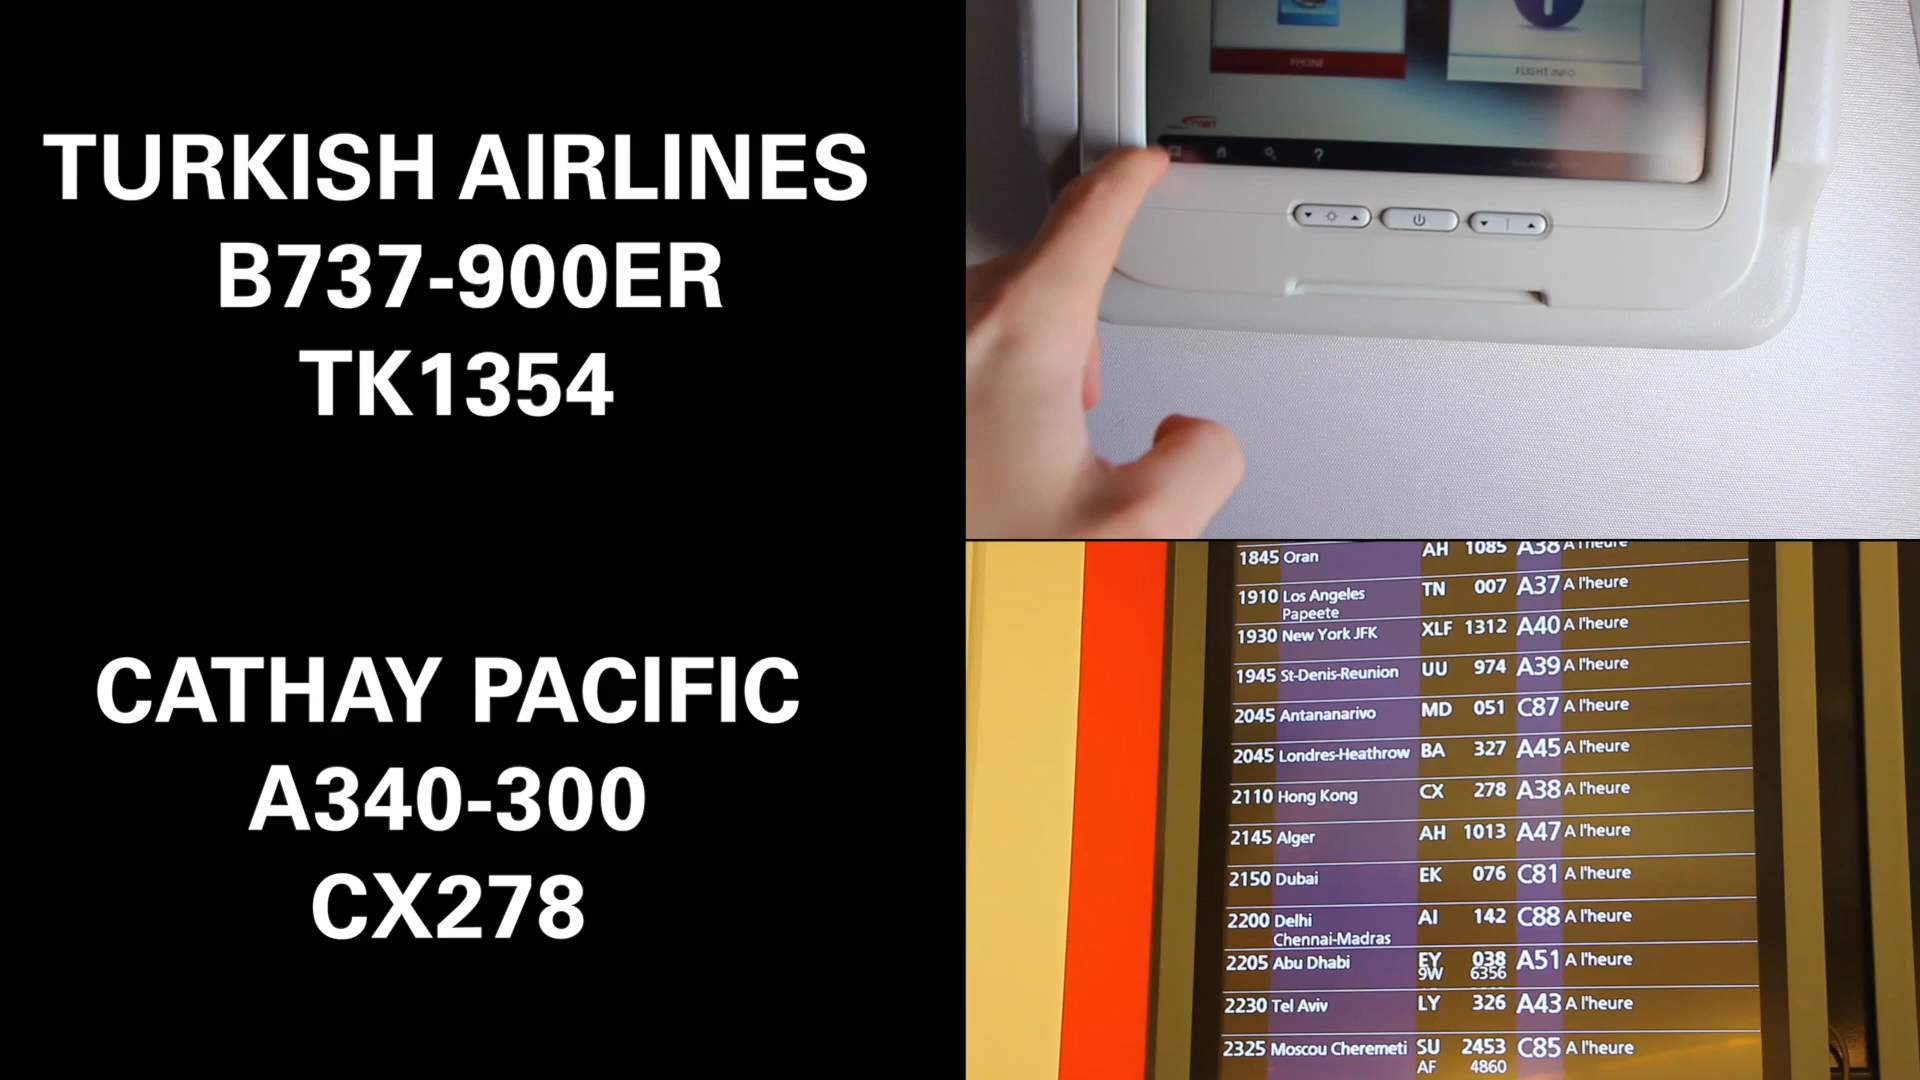 TURKISH AIRLINES
B737-900ER
TK1354
PHONE
FLIGHT INFO
?
CATHAY PACIFIC
A340-300
CX278
1845 Oran AH 1085 A38 A l'heure
1910 Los Angeles TN 007 A37 A l'heure
Papeete
1930 New York JFK XLF 1312 A40 A l'heure
1945 St-Denis-Reunion UU 974 A39 A l'heure
2045 Antananarivo MD 051 C87 A l'heure
2045 Londres-Heathrow BA 327 A45 A l'heure
2110 Hong Kong CX 278 A38 A l'heure
2145 Alger AH 1013 A47 A l'heure
2150 Dubai EK 076 C81 A l'heure
2200 Delhi AI 142 C88 A l'heure
Chennai-Madras
2205 Abu Dhabi EY 038 A51 A l'heure
9W 6356
2230 Tel Aviv LY 326 A43 A l'heure
2325 Moscou Cheremeti SU 2453 C85 A l'heure
AF 4860